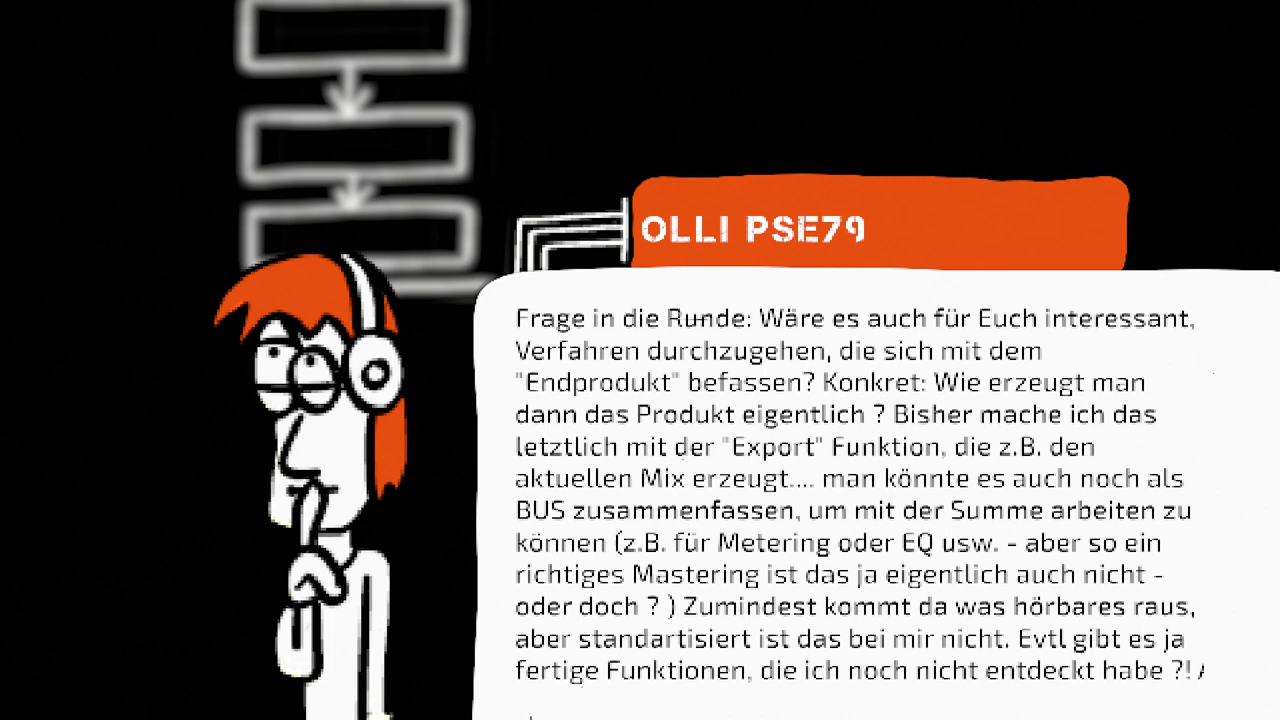 OLLI PSE79
Frage in die Runde: Wäre es auch für Euch interessant,
Verfahren durchzugehen, die sich mit dem
"Endprodukt" befassen? Konkret: Wie erzeugt man
dann das Produkt eigentlich ? Bisher mache ich das
letztlich mit der "Export" Funktion, die z.B. den
aktuellen Mix erzeugt.... man könnte es auch noch als
BUS zusammenfassen, um mit der Summe arbeiten zu
können (z.B. für Metering oder EQ usw. - aber so ein
richtiges Mastering ist das ja eigentlich auch nicht -
oder doch ? ) Zumindest kommt da was hörbares raus,
aber standartisiert ist das bei mir nicht. Evtl gibt es ja
fertige Funktionen, die ich noch nicht entdeckt habe ?!